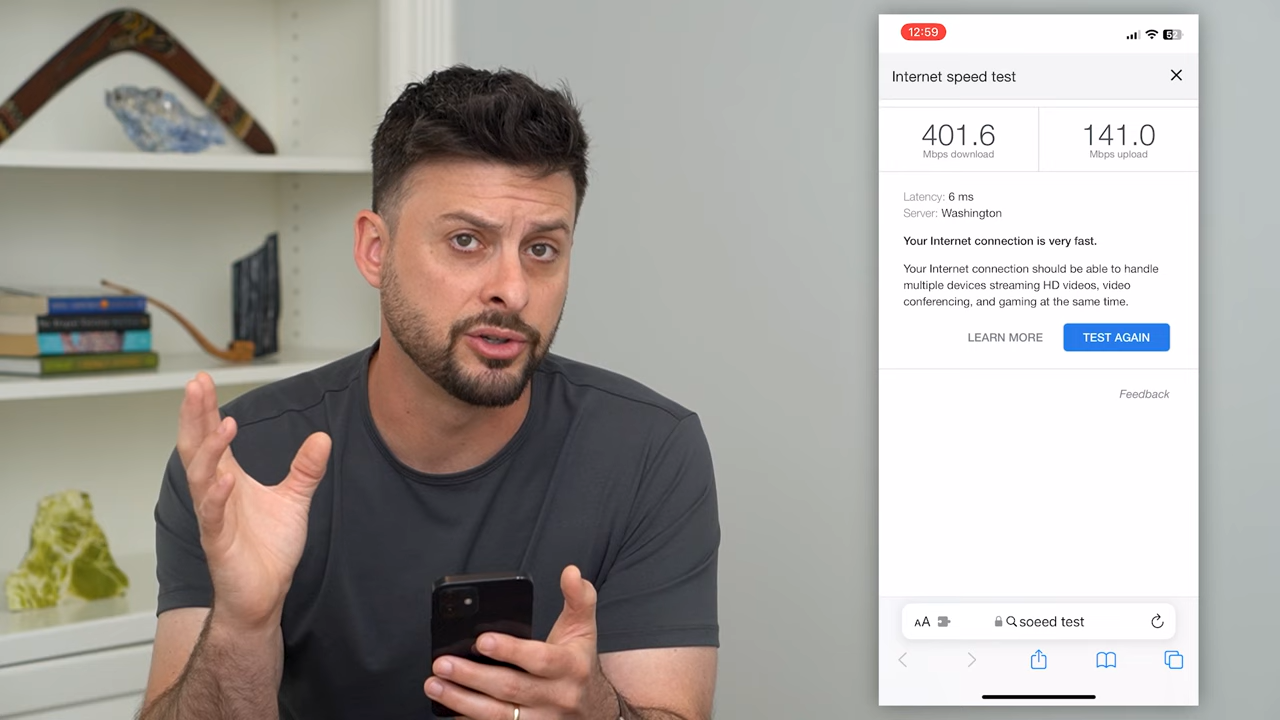 12:59
52
Internet speed test
401.6
Mbps download
141.0
Mbps upload
Latency: 6 ms
Server: Washington
Your Internet connection is very fast.
Your Internet connection should be able to handle
multiple devices streaming HD videos, video
conferencing, and gaming at the same time.
LEARN MORE
TEST AGAIN
Feedback
AA
soeed test